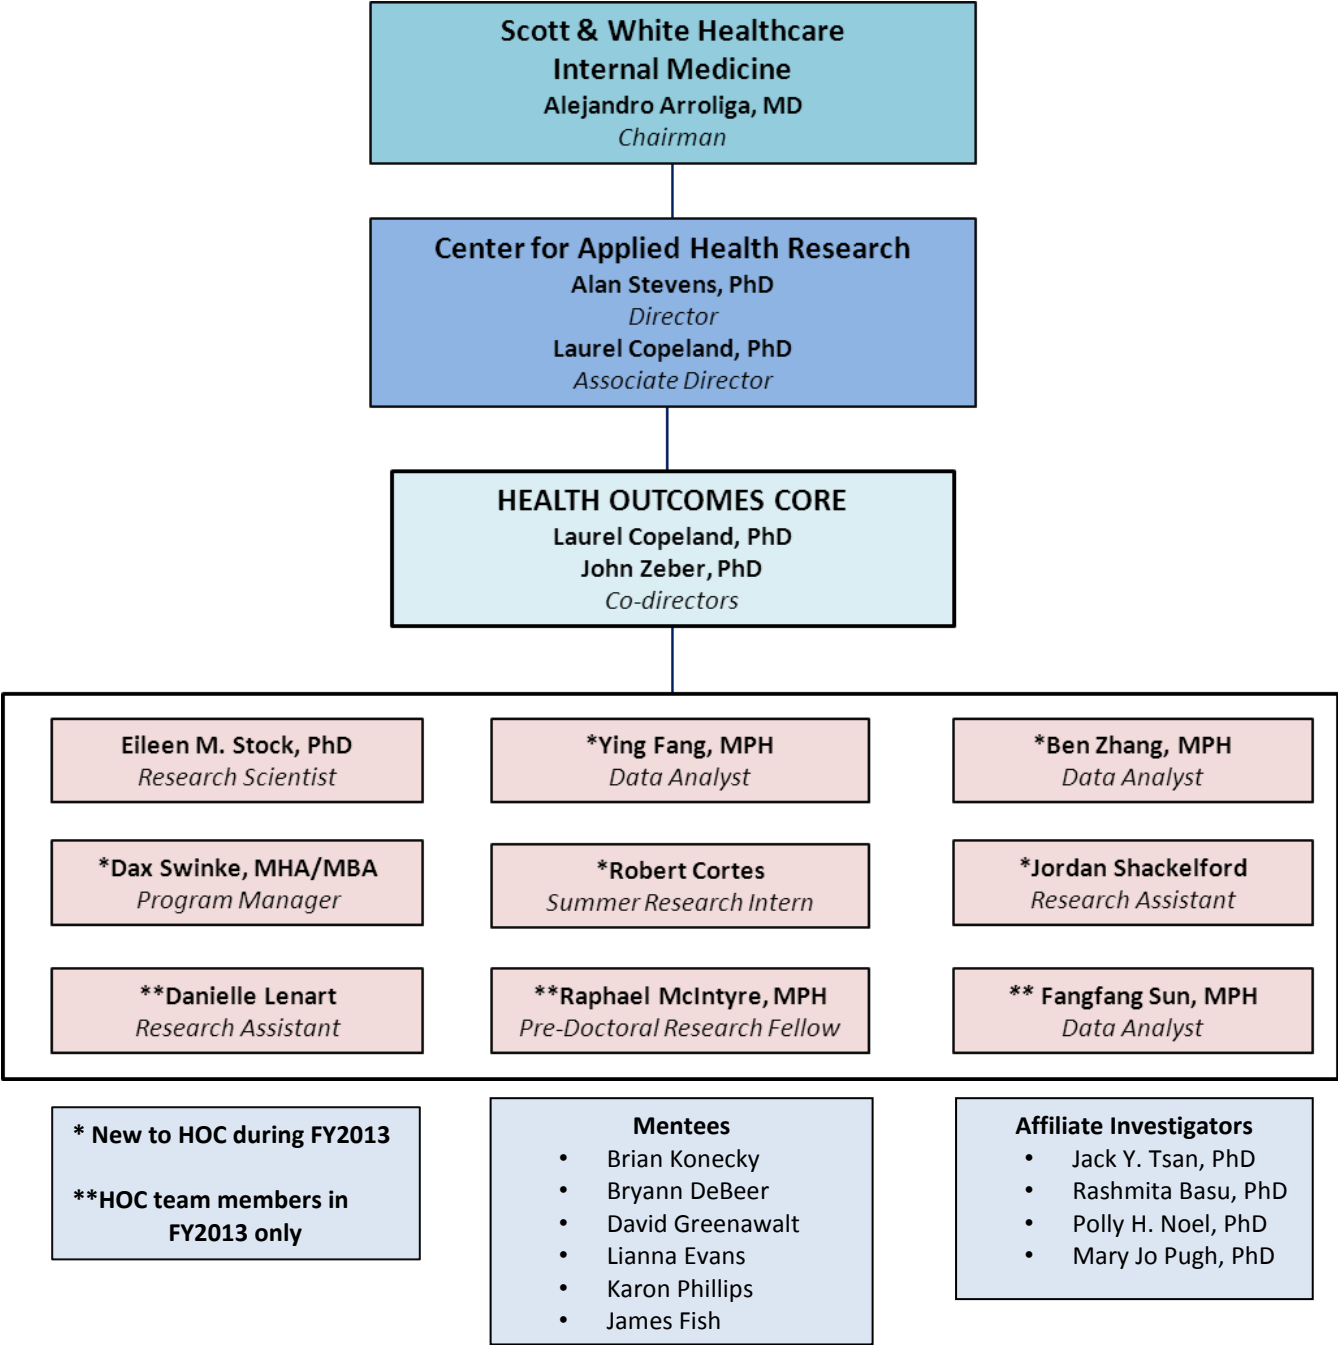 Scott & White Healthcare
Internal Medicine
Alejandro Arroliga, MD
Chairman
Center for Applied Health Research
Alan Stevens, PhD
Director
Laurel Copeland, PhD
Associate Director
HEALTH OUTCOMES CORE
Laurel Copeland, PhD
John Zeber, PhD
Co-directors
Eileen M. Stock, PhD
Research Scientist
*Ying Fang, MPH
Data Analyst
*Ben Zhang, MPH
Data Analyst
*Dax Swinke, MHA/MBA
Program Manager
*Robert Cortes
Summer Research Intern
*Jordan Shackelford
Research Assistant
**Danielle Lenart
Research Assistant
**Raphael McIntyre, MPH
Pre-Doctoral Research Fellow
** Fangfang Sun, MPH
Data Analyst
* New to HOC during FY2013
**HOC team members in
FY2013 only
Mentees
• Brian Konecky
• Bryann DeBeer
• David Greenawalt
• Lianna Evans
• Karon Phillips
• James Fish
Affiliate Investigators
• Jack Y. Tsan, PhD
• Rashmita Basu, PhD
• Polly H. Noel, PhD
• Mary Jo Pugh, PhD